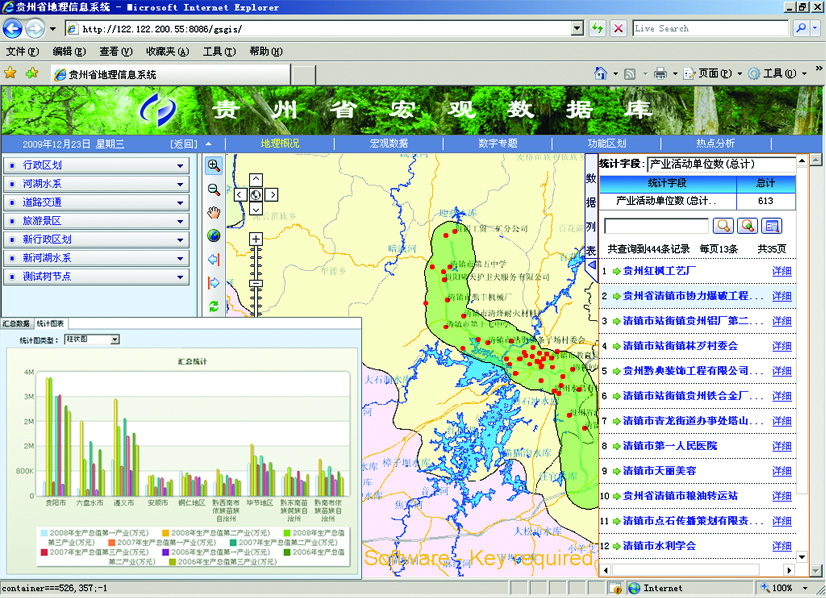 贵州省地理信息系统 - Microsoft Internet Explorer
http://122.122.200.55:8086/gsgis/
Live Search
文件(F) 编辑(E) 查看(V) 收藏夹(A) 工具(T) 帮助(H)
贵州省地理信息系统
页面(P) 工具(O)
贵州省宏观数据库
2009年12月23日 星期三 [返回] 地理概况 宏观数据 数字专题 功能区划 热点分析
行政区划
河湖水系
道路交通
旅游景区
新行政区划
新河湖水系
测试树节点
数据列表
统计字段: 产业活动单位数(总计)
统计字段 总计
产业活动单位数(总计.. 613
共查询到444条记录 每页13条 共35页
1 贵州红枫工艺厂 详细
2 贵州省清镇市协力爆破工程... 详细
3 清镇市站街镇贵州铝厂第二... 详细
4 清镇市站街镇林歹村委会 详细
5 贵州黔奥装饰工程有限公司... 详细
6 清镇市站街镇贵州铁合金厂... 详细
7 清镇市青龙街道办事处塔山... 详细
8 清镇市第一人民医院 详细
9 清镇市天丽美容 详细
10 贵州省清镇市粮油转运站 详细
11 清镇市点石传播策划有限责... 详细
12 清镇市水利学会 详细
汇总数据 统计图表
统计图类型: 柱状图
汇总统计
4M
3M
2M
2M
800K
0
贵阳市 六盘水市 遵义市 安顺市 铜仁地区 黔西南布依族苗族自治州 毕节地区 黔东南苗族侗族自治州 黔南布依族苗族自治州
2008年生产总值第一产业(万元) 2008年生产总值第二产业(万元) 2008年生产总值
第三产业(万元) 2007年生产总值第一产业(万元) 2007年生产总值第二产业(万元)
2007年生产总值第三产业(万元) 2006年生产总值第一产业(万元) 2006年生产总值
第二产业(万元) 2006年生产总值第三产业(万元)
清镇市第五中学
清镇市第十七中学
Software - Key required
container===526,357;-1
Internet
100%